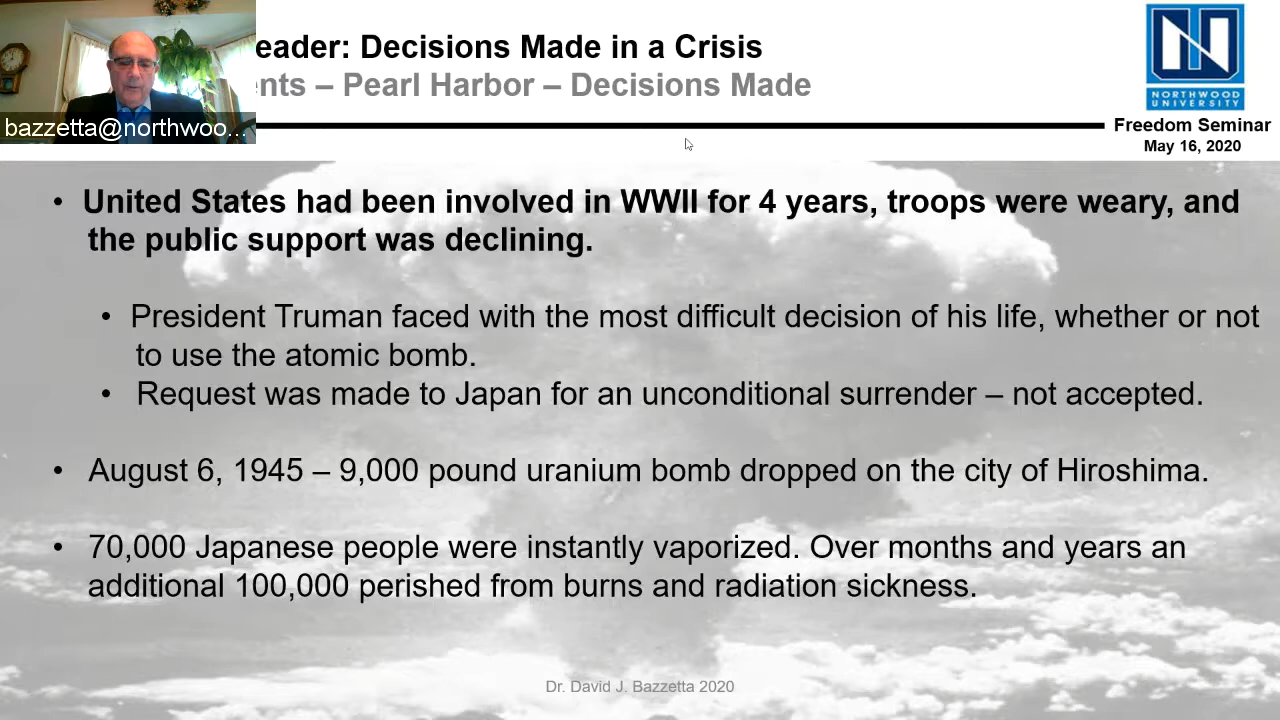 eader: Decisions Made in a Crisis
ents – Pearl Harbor – Decisions Made
bazzetta@northwoo...
NORTHWOOD
UNIVERSITY
Freedom Seminar
May 16, 2020
• United States had been involved in WWII for 4 years, troops were weary, and
the public support was declining.
• President Truman faced with the most difficult decision of his life, whether or not
to use the atomic bomb.
• Request was made to Japan for an unconditional surrender – not accepted.
• August 6, 1945 – 9,000 pound uranium bomb dropped on the city of Hiroshima.
• 70,000 Japanese people were instantly vaporized. Over months and years an
additional 100,000 perished from burns and radiation sickness.
Dr. David J. Bazzetta 2020